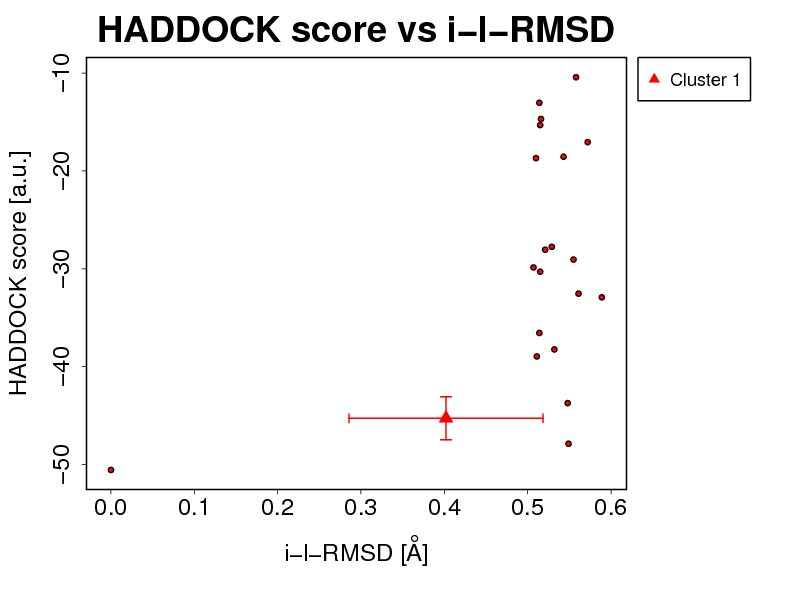 HADDOCK score vs i−l−RMSD
Cluster 1
HADDOCK score [a.u.]
−10
−20
−30
−40
−50
0.0 0.1 0.2 0.3 0.4 0.5 0.6
i−l−RMSD [Å]